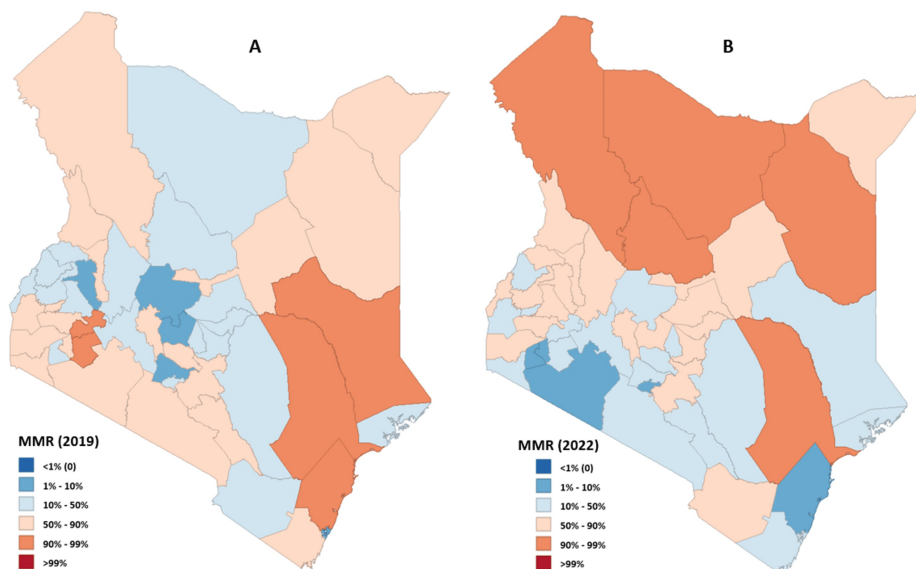 A
B
MMR (2019)
<1% (0)
1% - 10%
10% - 50%
50% - 90%
90% - 99%
>99%
MMR (2022)
<1% (0)
1% - 10%
10% - 50%
50% - 90%
90% - 99%
>99%